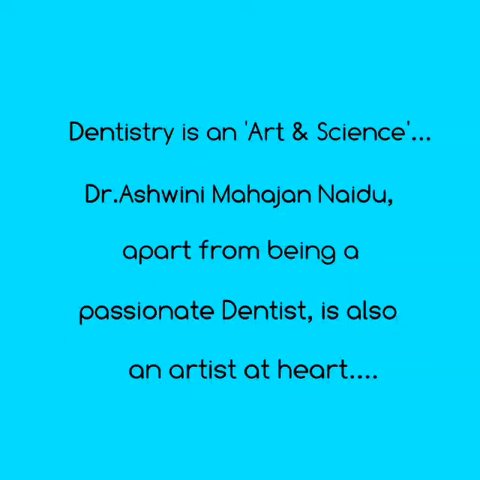 Dentistry is an 'Art & Science'...
Dr.Ashwini Mahajan Naidu,
apart from being a
passionate Dentist, is also
an artist at heart....